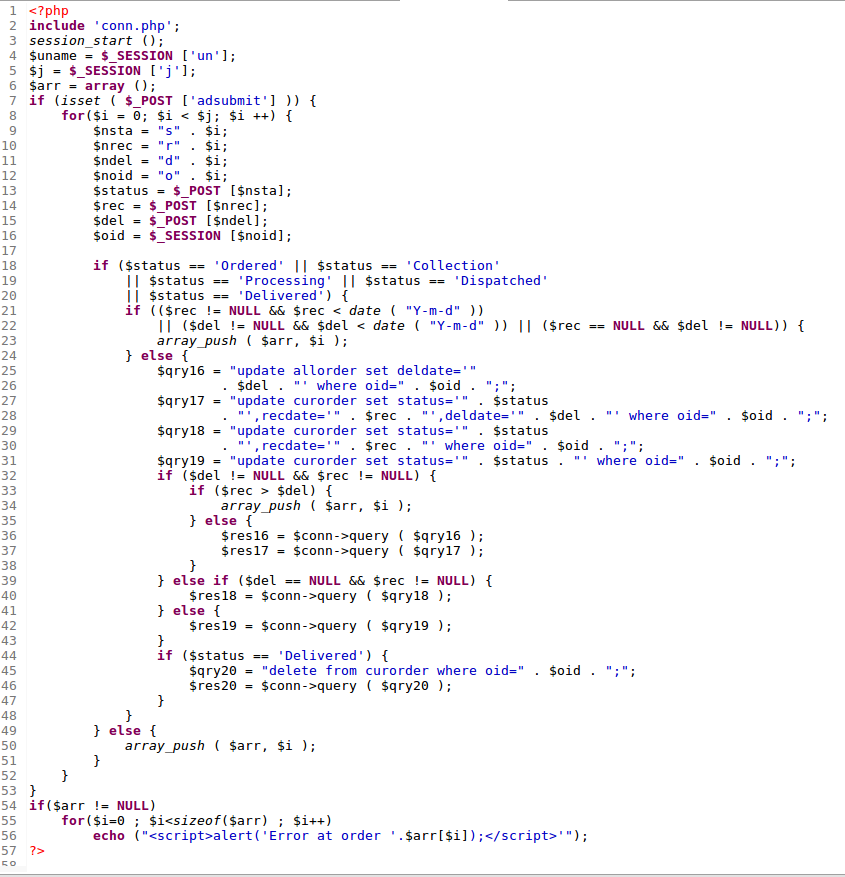 1 <?php
2 include 'conn.php';
3 session_start ();
4 $uname = $_SESSION ['un'];
5 $j = $_SESSION ['j'];
6 $arr = array ();
7 if (isset ( $_POST ['adsubmit'] )) {
8     for($i = 0; $i < $j; $i ++) {
9         $nsta = "s" . $i;
10         $nrec = "r" . $i;
11         $ndel = "d" . $i;
12         $noid = "o" . $i;
13         $status = $_POST [$nsta];
14         $rec = $_POST [$nrec];
15         $del = $_POST [$ndel];
16         $oid = $_SESSION [$noid];
17
18         if ($status == 'Ordered' || $status == 'Collection'
19             || $status == 'Processing' || $status == 'Dispatched'
20             || $status == 'Delivered') {
21             if (($rec != NULL && $rec < date ( "Y-m-d" ))
22                 || ($del != NULL && $del < date ( "Y-m-d" )) || ($rec == NULL && $del != NULL)) {
23                 array_push ( $arr, $i );
24             } else {
25                 $qry16 = "update allorder set deldate='"
26                         . $del . "' where oid=" . $oid . ";";
27                 $qry17 = "update curorder set status='" . $status
28                         . "',recdate='" . $rec . "',deldate='" . $del . "' where oid=" . $oid . ";";
29                 $qry18 = "update curorder set status='" . $status
30                         . "',recdate='" . $rec . "' where oid=" . $oid . ";";
31                 $qry19 = "update curorder set status='" . $status . "' where oid=" . $oid . ";";
32                 if ($del != NULL && $rec != NULL) {
33                     if ($rec > $del) {
34                         array_push ( $arr, $i );
35                     } else {
36                         $res16 = $conn->query ( $qry16 );
37                         $res17 = $conn->query ( $qry17 );
38                     }
39                 } else if ($del == NULL && $rec != NULL) {
40                     $res18 = $conn->query ( $qry18 );
41                 } else {
42                     $res19 = $conn->query ( $qry19 );
43                 }
44                 if ($status == 'Delivered') {
45                     $qry20 = "delete from curorder where oid=" . $oid . ";";
46                     $res20 = $conn->query ( $qry20 );
47                 }
48             }
49         } else {
50             array_push ( $arr, $i );
51         }
52     }
53 }
54 if($arr != NULL)
55     for($i=0 ; $i<sizeof($arr) ; $i++)
56         echo ("<script>alert('Error at order '.$arr[$i]);</script>'");
57 ?>
58